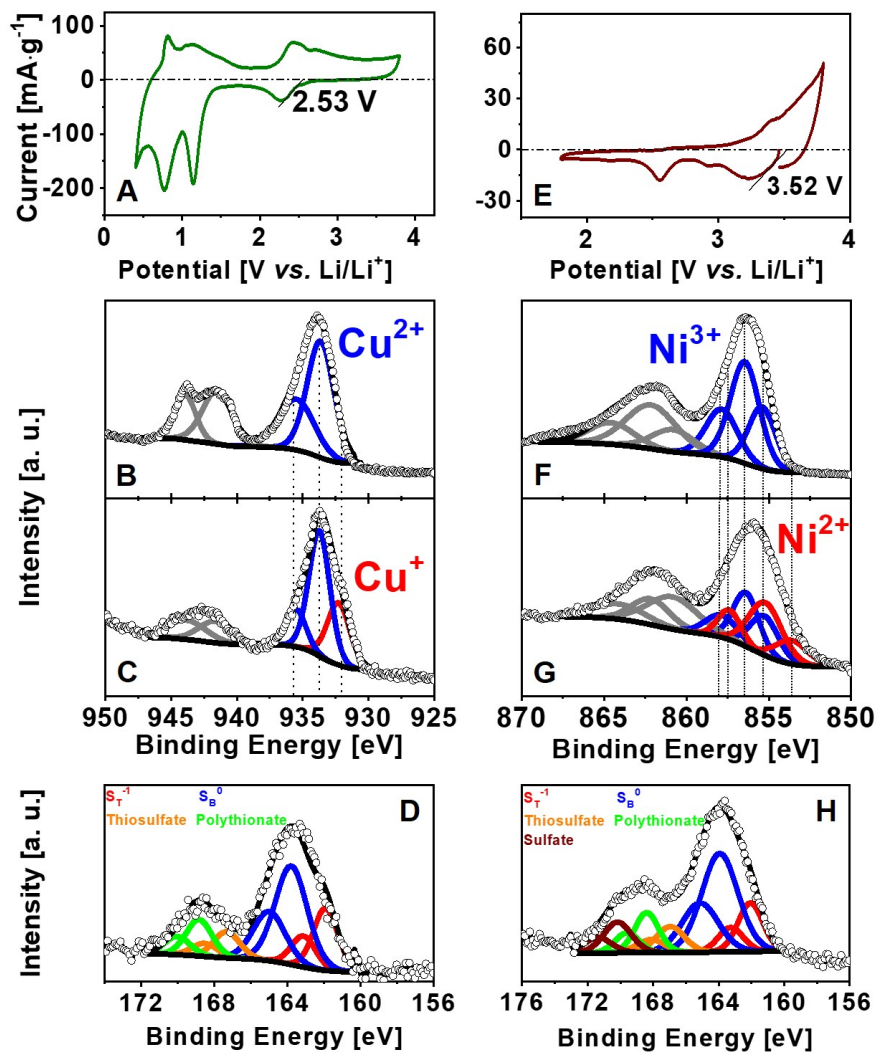 100
0
-100
-200
Current [mA·g⁻¹]
A
2.53 V
0
1
2
3
4
Potential [V vs. Li/Li⁺]
60
30
0
-30
E
3.52 V
2
3
4
Potential [V vs. Li/Li⁺]
Intensity [a. u.]
Cu²⁺
B
Cu⁺
C
950
945
940
935
930
925
Binding Energy [eV]
Ni³⁺
F
Ni²⁺
G
870
865
860
855
850
Binding Energy [eV]
Intensity [a. u.]
S_T⁻¹ S_B⁰
Thiosulfate Polythionate
D
172
168
164
160
156
Binding Energy [eV]
S_T⁻¹ S_B⁰
Thiosulfate Polythionate
Sulfate
H
176
172
168
164
160
156
Binding Energy [eV]